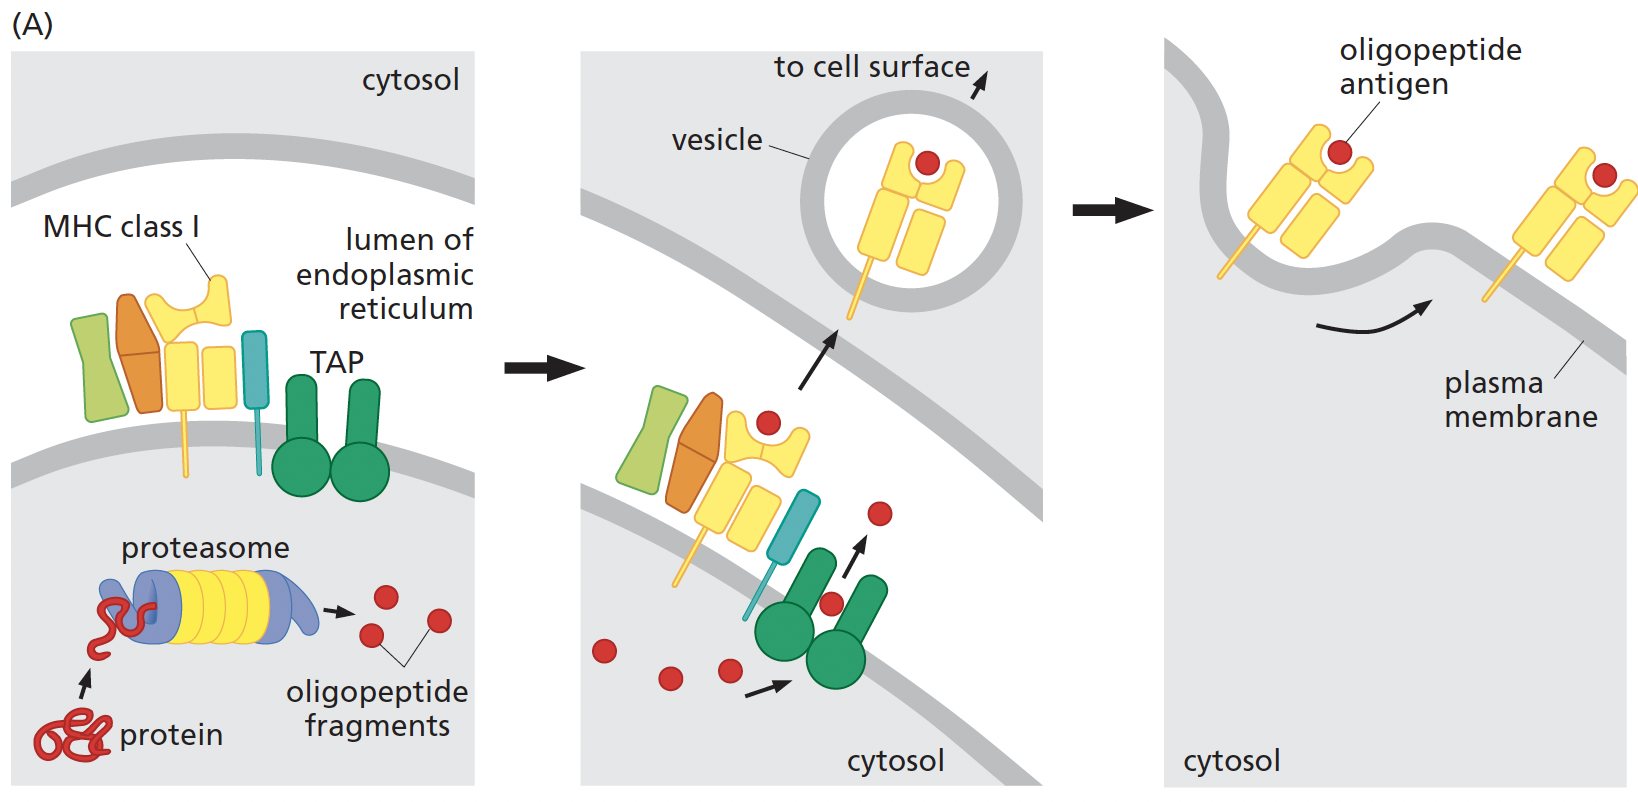 (A)
cytosol
MHC class I
lumen of
endoplasmic
reticulum
TAP
proteasome
oligopeptide
fragments
protein
to cell surface
vesicle
cytosol
oligopeptide
antigen
plasma
membrane
cytosol